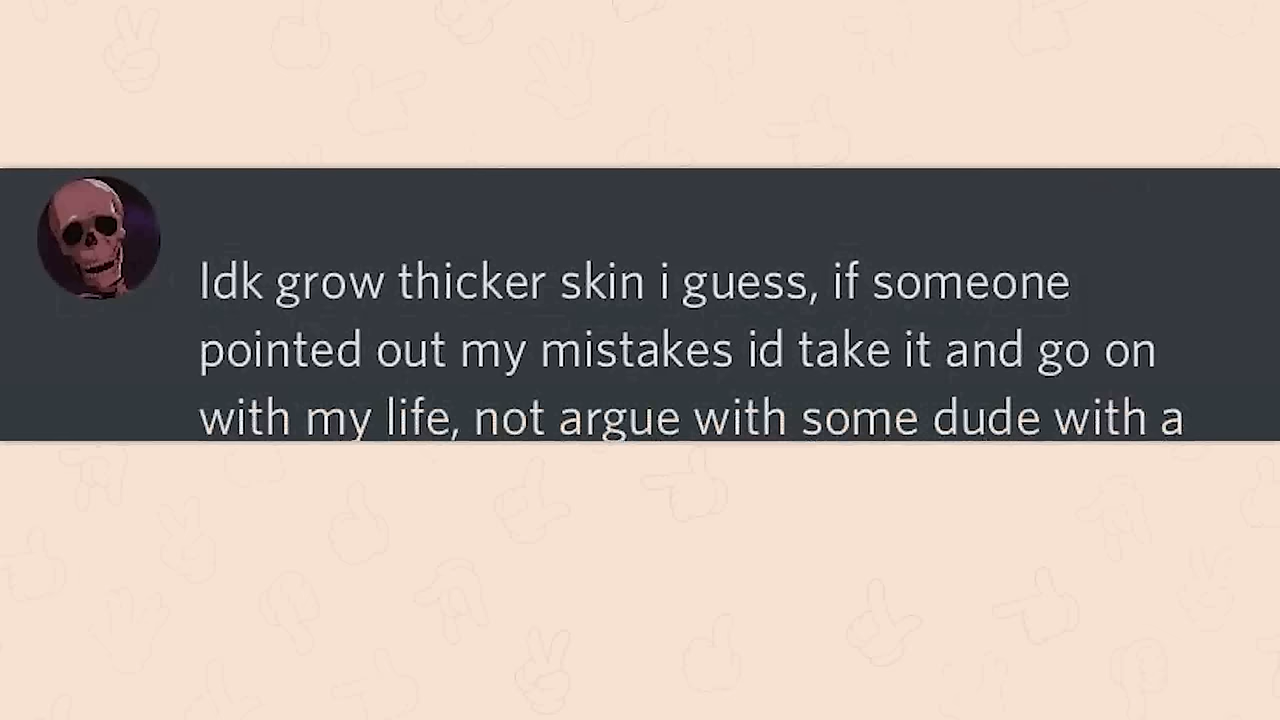 Idk grow thicker skin i guess, if someone
pointed out my mistakes id take it and go on
with my life, not argue with some dude with a